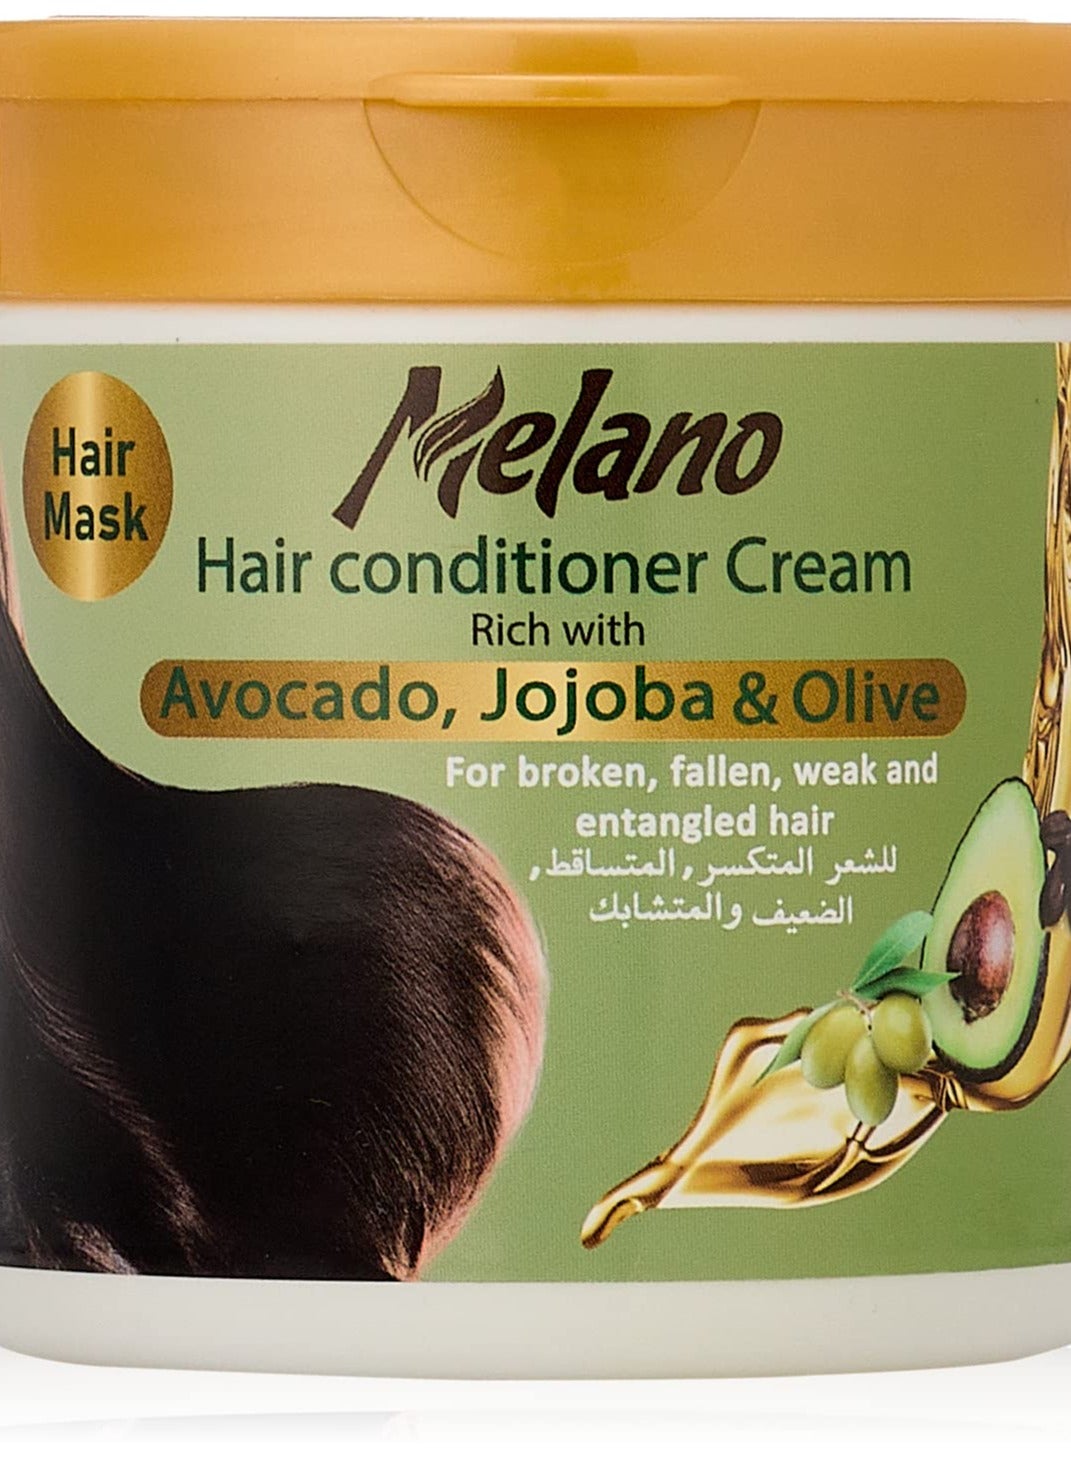 Hair
Mask
Melano
Hair conditioner Cream
Rich with
Avocado, Jojoba & Olive
For broken, fallen, weak and
entangled hair
للشعر المتكسر, المتساقط,
الضعيف والمتشابك